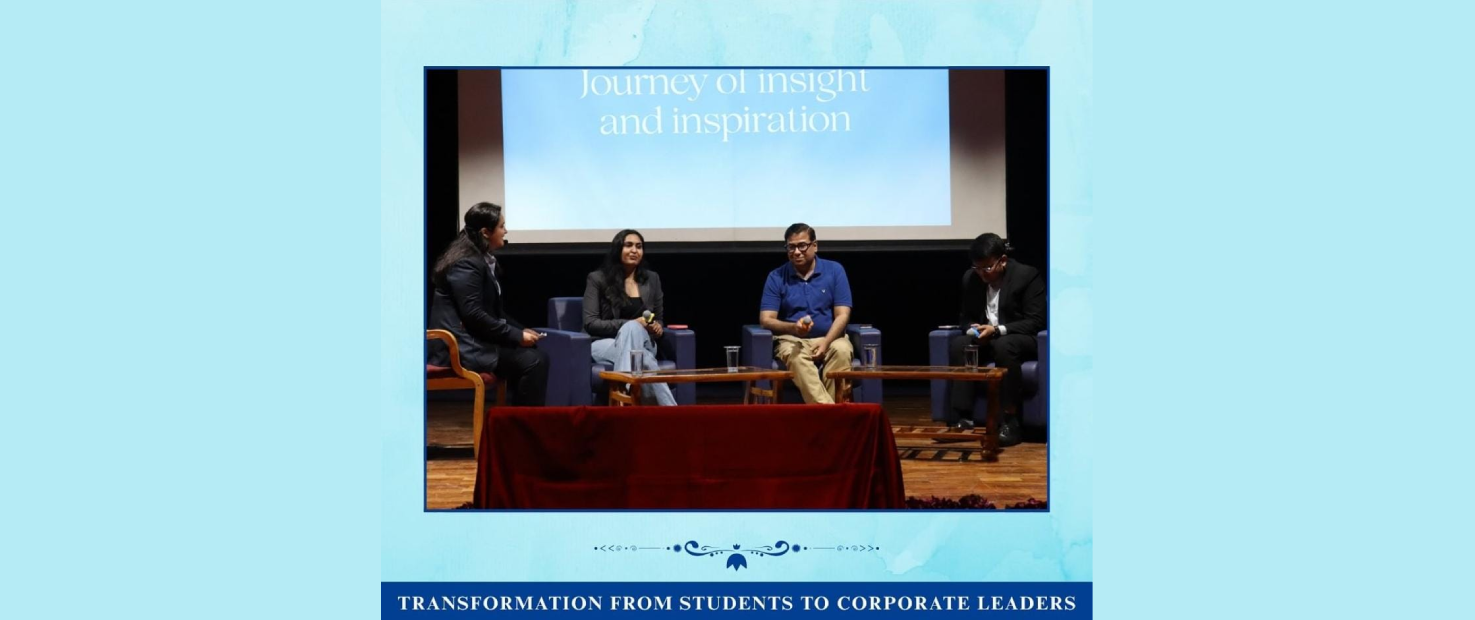 Journey of insight
and inspiration
TRANSFORMATION FROM STUDENTS TO CORPORATE LEADERS